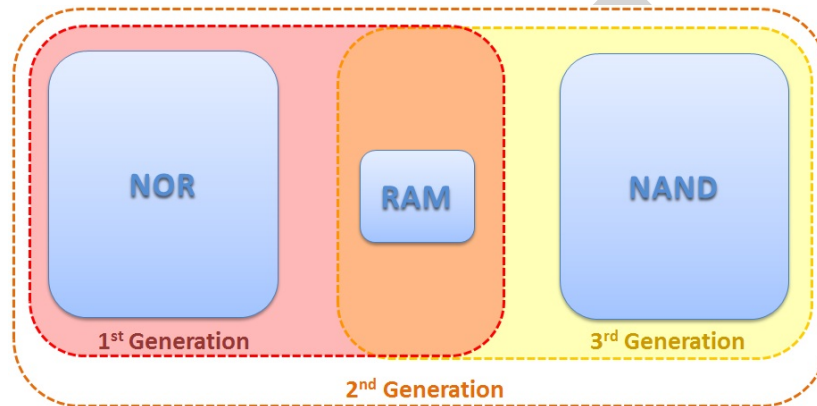 NOR
RAM
NAND
1st Generation
3rd Generation
2nd Generation